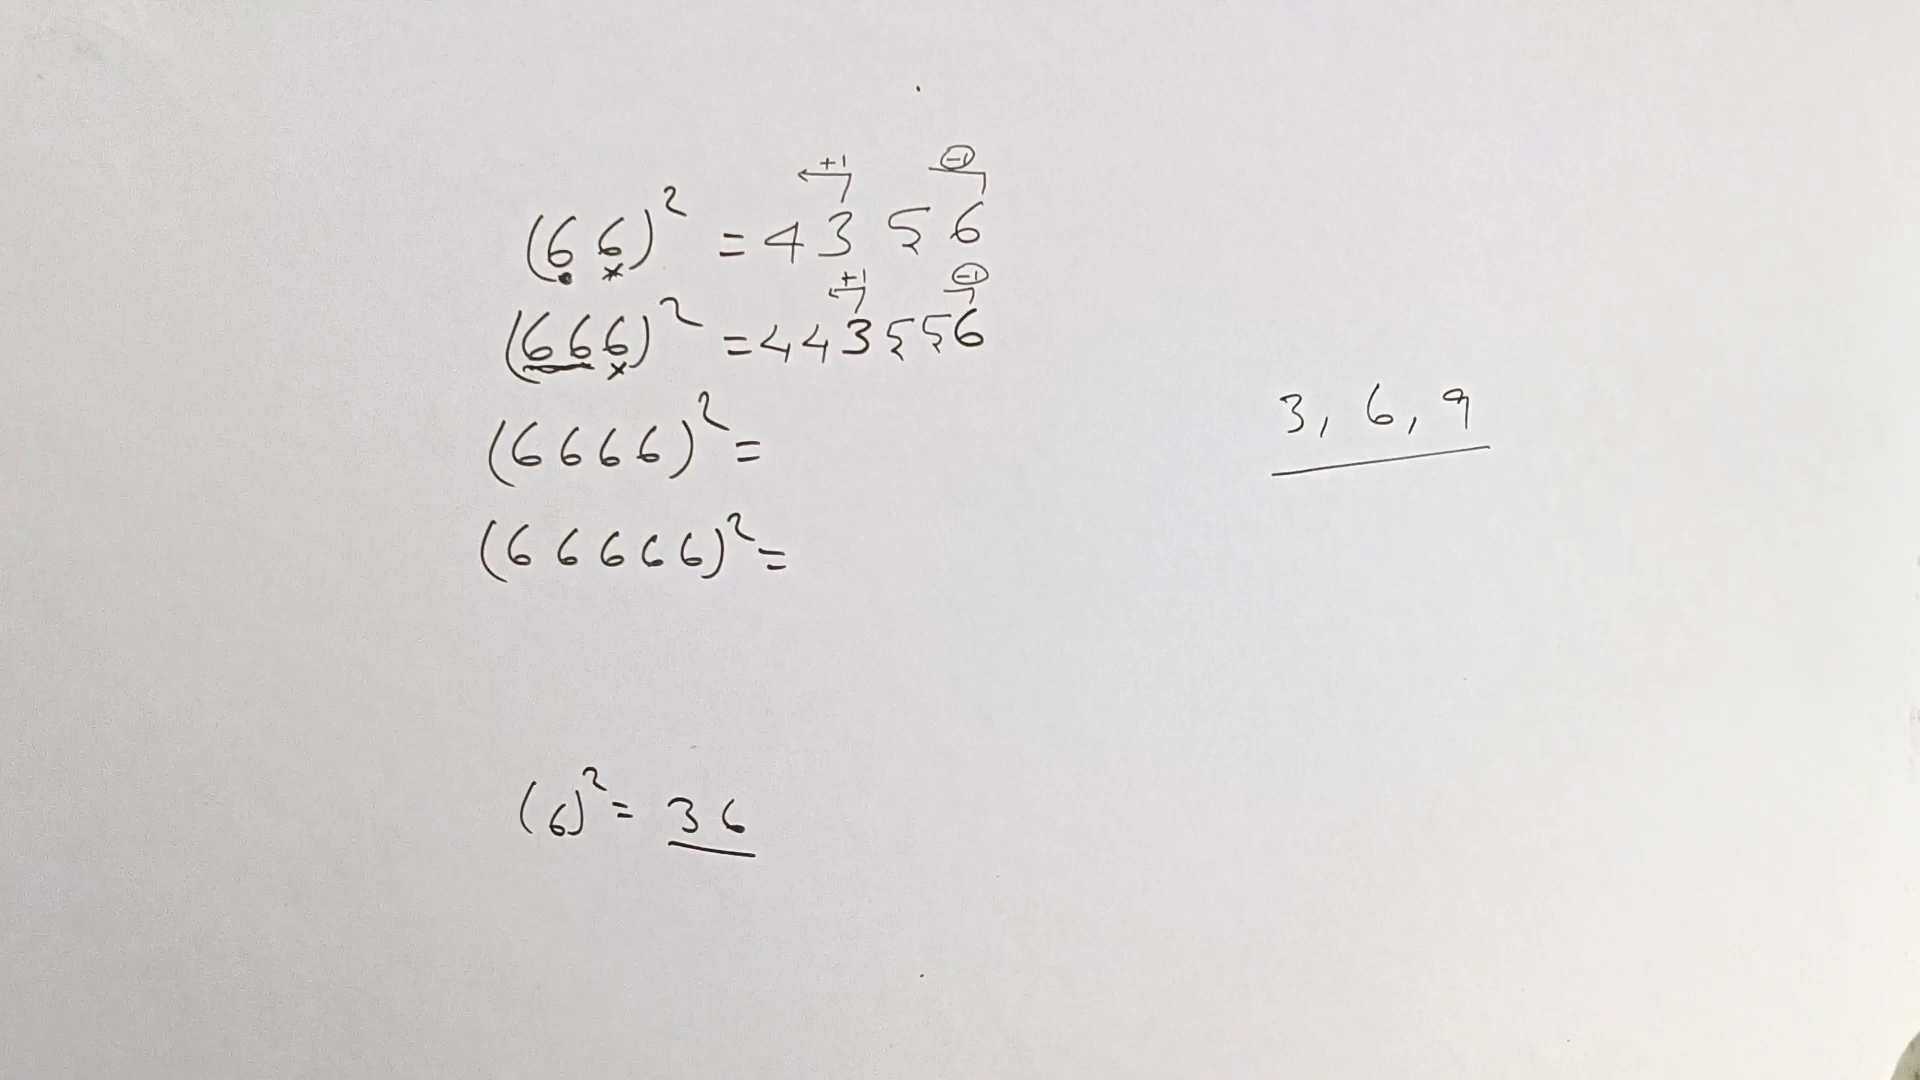 +1 -1
(66)² = 4356
+1 -1
(666)² = 443556
(6666)² =
3, 6, 9
(66666)² =
(6)² = 36